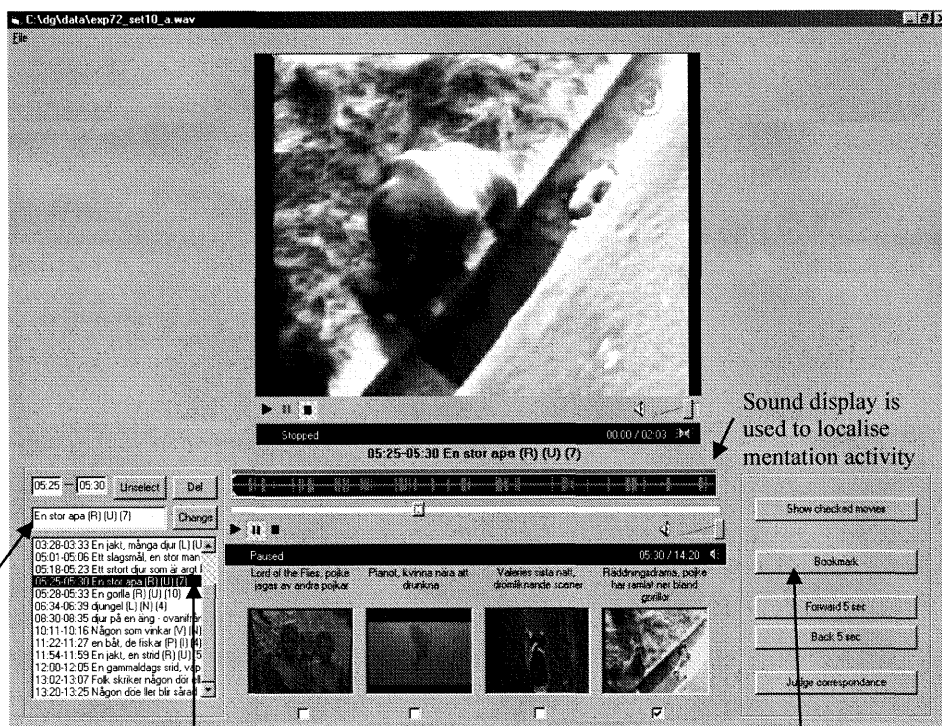 C:\dg\data\exp72_set10_a.wav
File
Stopped
00:00 / 02:03
05:25-05:30 En stor apa (R) (U) (7)
Sound display is
used to localise
mentation activity
05:25 – 05:30 Unselect Del
En stor apa (R) (U) (7) Change
03:28-03:33 En jakt, många djur (L) (U
05:01-05:06 Ett slagsmål, en stor man
05:18-05:23 Ett stort djur som är argt
05:25-05:30 En stor apa (R) (U) (7)
05:28-05:33 En gorlla (R) (U) (10)
06:34-06:39 djungel (L) (N) (4)
08:30-08:35 djur på en äng - ovanifrån
10:11-10:16 Någon som vinkar (V) (N)
11:22-11:27 en båt, de fiskar (P) (I) (4)
11:54-11:59 En jakt, en strid (R) (U) (5
12:00-12:05 En gammaldags srid, vap
13:02-13:07 Folk skriker någon dör ell
13:20-13:25 Någon döe ller blir sårad
Paused
05:30 / 14:20
Lord of the Flies, pojke
jagas av andra pojkar
Pianot, kvinna nära att
drunkna
Valeries sista natt,
drömliknande scener
Räddningsdrama, pojke
har ramlat ner bland
gorillor
Show checked movies
Bookmark
Forward 5 sec
Back 5 sec
Judge correspondance